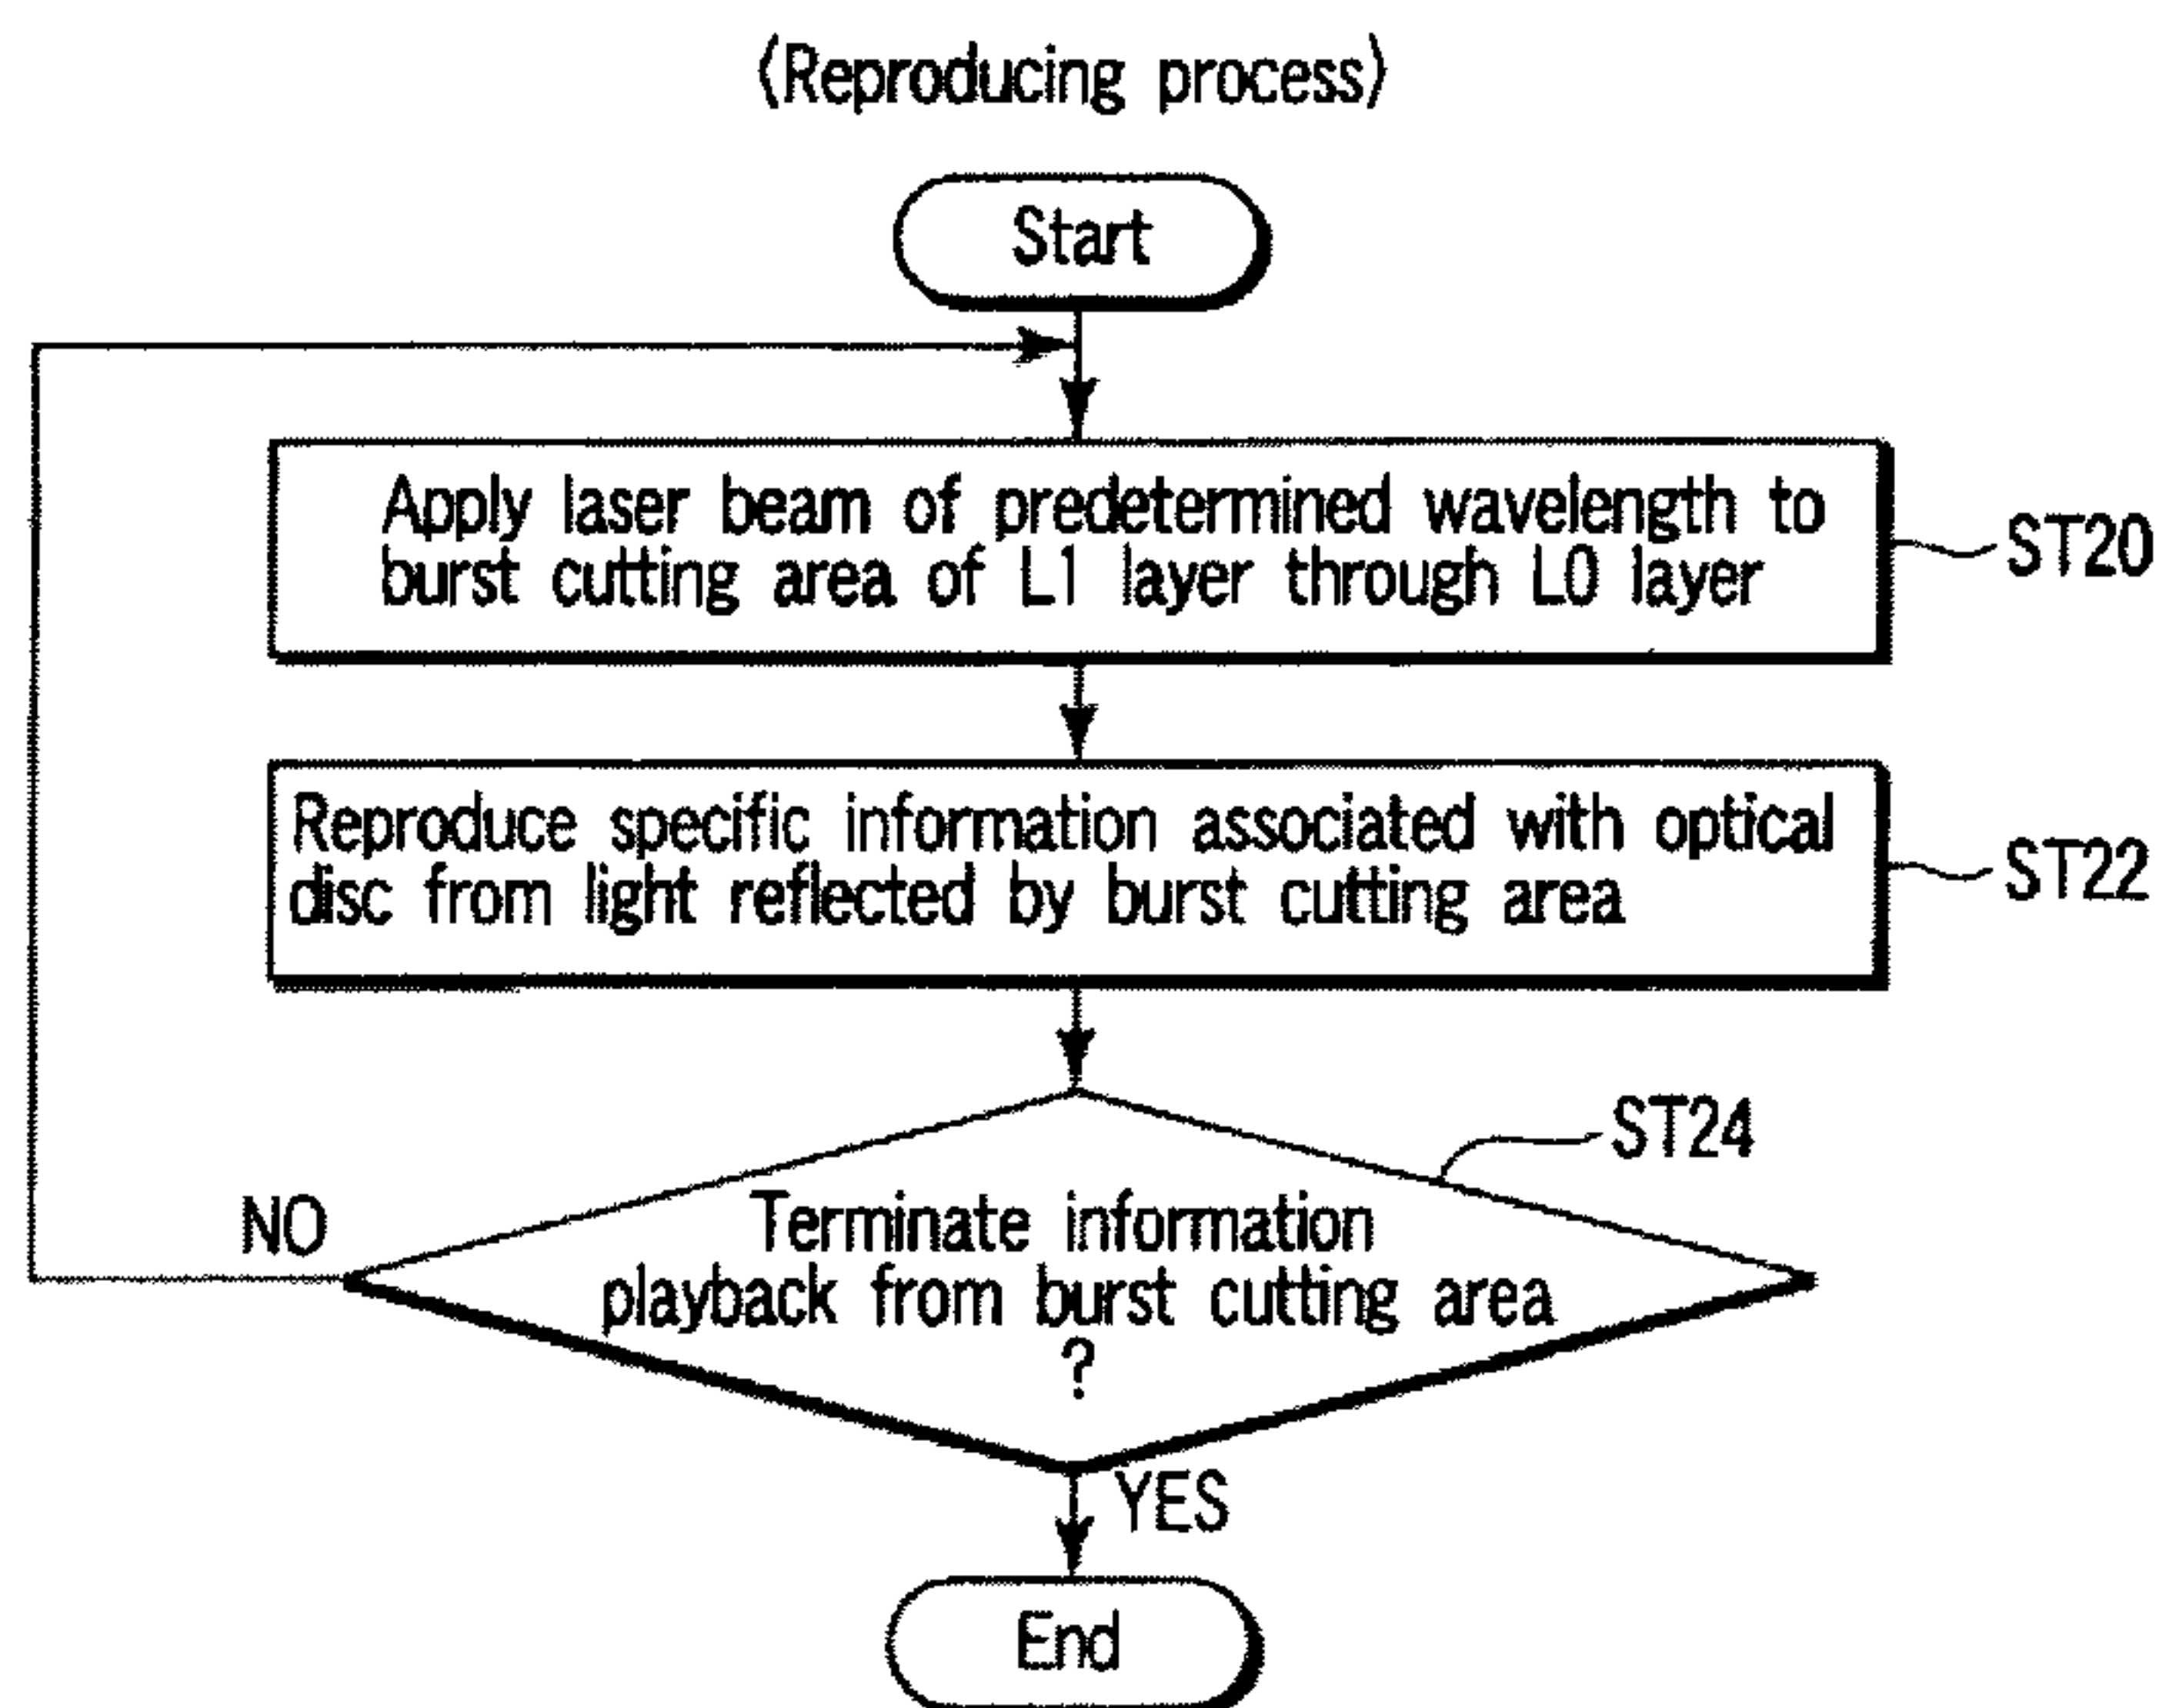 (Reproducing process)
Start
Apply laser beam of predetermined wavelength to
burst cutting area of L1 layer through L0 layer
ST20
Reproduce specific information associated with optical
disc from light reflected by burst cutting area
ST22
ST24
Terminate information
playback from burst cutting area
?
NO
YES
End